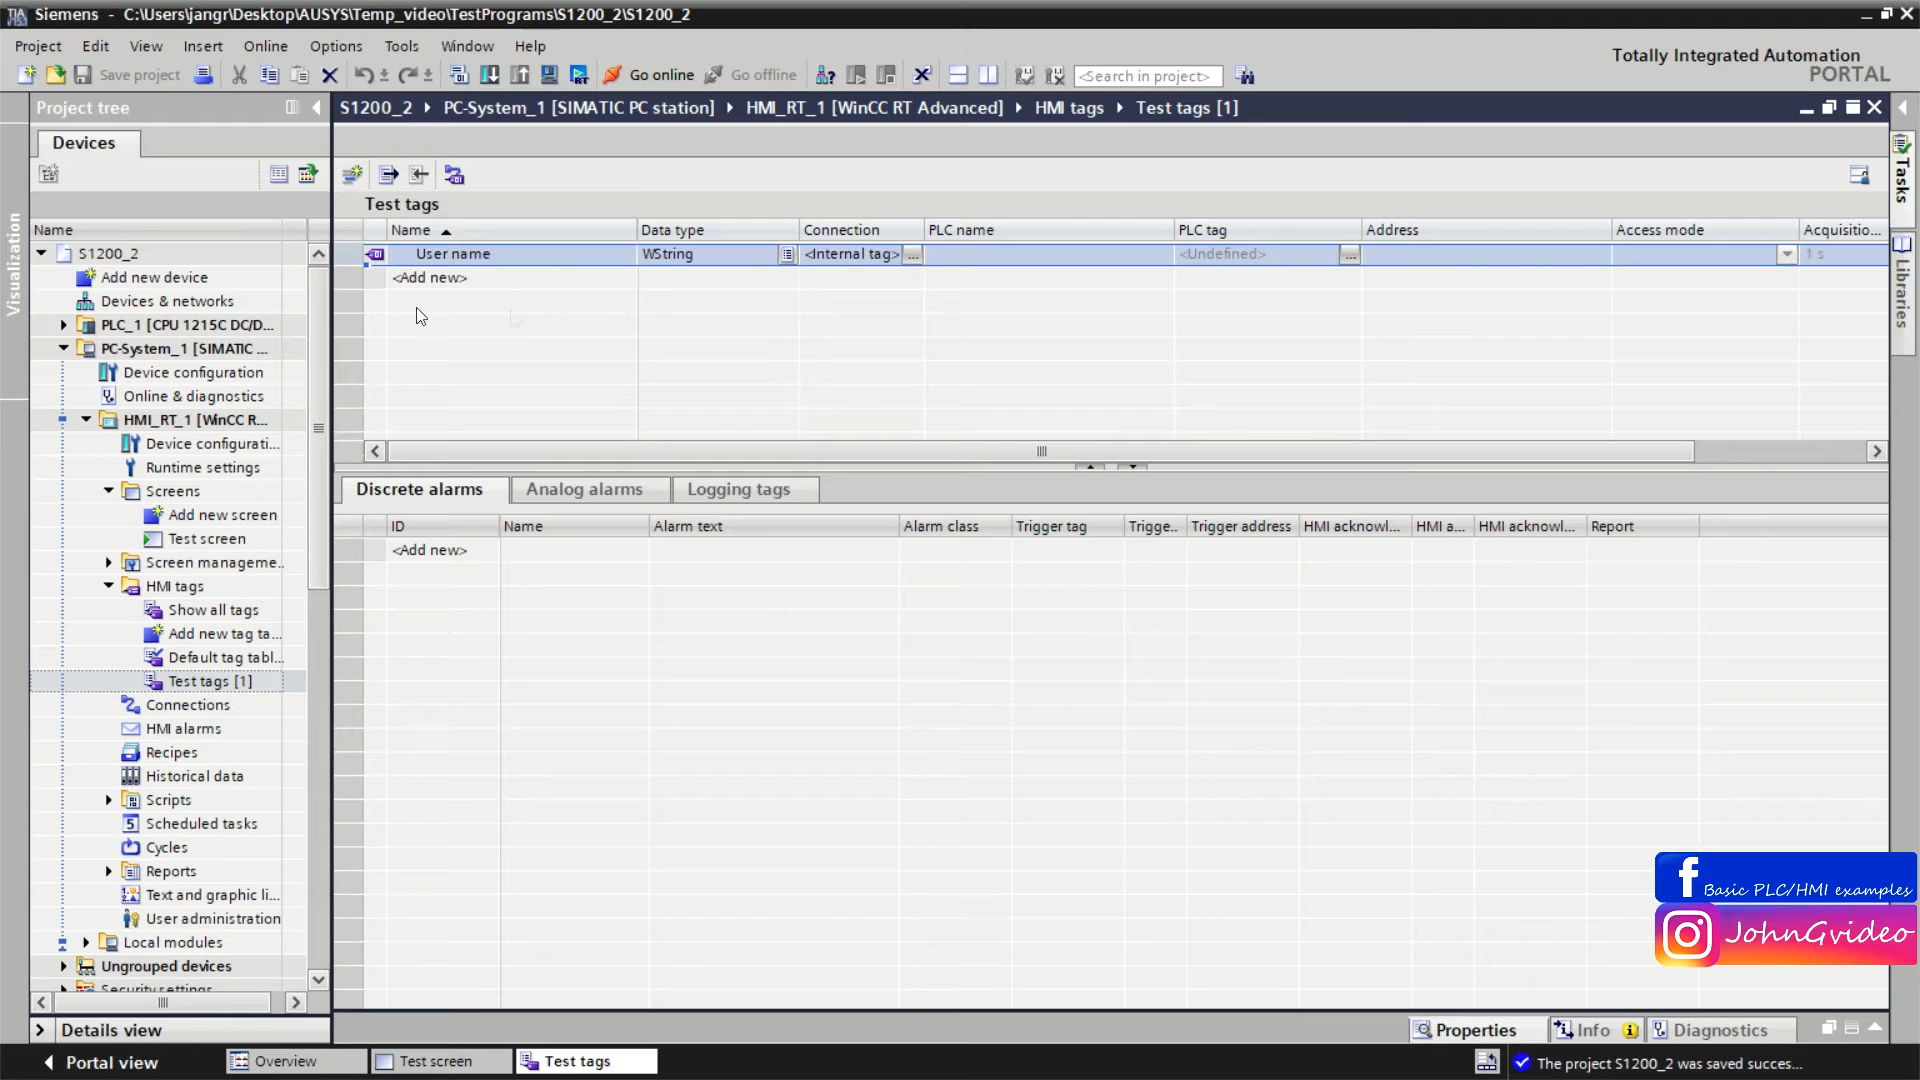 Siemens - C:\Users\jangr\Desktop\AUSYS\Temp_video\TestPrograms\S1200_2\S1200_2
Project Edit View Insert Online Options Tools Window Help
Totally Integrated Automation
PORTAL
Save project
Go online
Go offline
<Search in project>
Project tree
S1200_2 PC-System_1 [SIMATIC PC station] HMI_RT_1 [WinCC RT Advanced] HMI tags Test tags [1]
Devices
Test tags
Name
Name Data type Connection PLC name PLC tag Address Access mode Acquisitio...
User name WString <Internal tag> ... <Undefined> ... 1 s
<Add new>
S1200_2
Add new device
Devices & networks
PLC_1 [CPU 1215C DC/D...
PC-System_1 [SIMATIC ...
Device configuration
Online & diagnostics
HMI_RT_1 [WinCC R...
Device configurati...
Runtime settings
Screens
Add new screen
Test screen
Screen manageme...
HMI tags
Show all tags
Add new tag ta...
Default tag tabl...
Test tags [1]
Connections
HMI alarms
Recipes
Historical data
Scripts
Scheduled tasks
Cycles
Reports
Text and graphic li...
User administration
Local modules
Ungrouped devices
Security settings
Details view
Discrete alarms Analog alarms Logging tags
ID Name Alarm text Alarm class Trigger tag Trigge.. Trigger address HMI acknowl... HMI a... HMI acknowl... Report
<Add new>
Visualization
Tasks
Libraries
f Basic PLC/HMI examples
JohnGvideo
Properties Info Diagnostics
Portal view Overview Test screen Test tags
The project S1200_2 was saved succes...